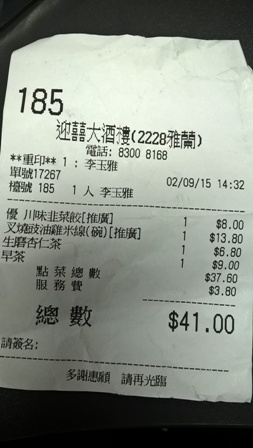 185
迎囍大酒樓(2228雅蘭)
電話: 8300 8168
**重印** 1 : 李玉雅
單號17267 02/09/15 14:32
檯號 185 1 人 李玉雅
優 川味韭菜餃[推廣] 1 $8.00
叉燒豉油雞米線(碗)[推廣] 1 $13.80
生磨杏仁茶 1 $6.80
早茶 1 $9.00
點菜總數 $37.60
服務費 $3.80
總數 $41.00
請簽名:
多謝惠顧 請再光臨